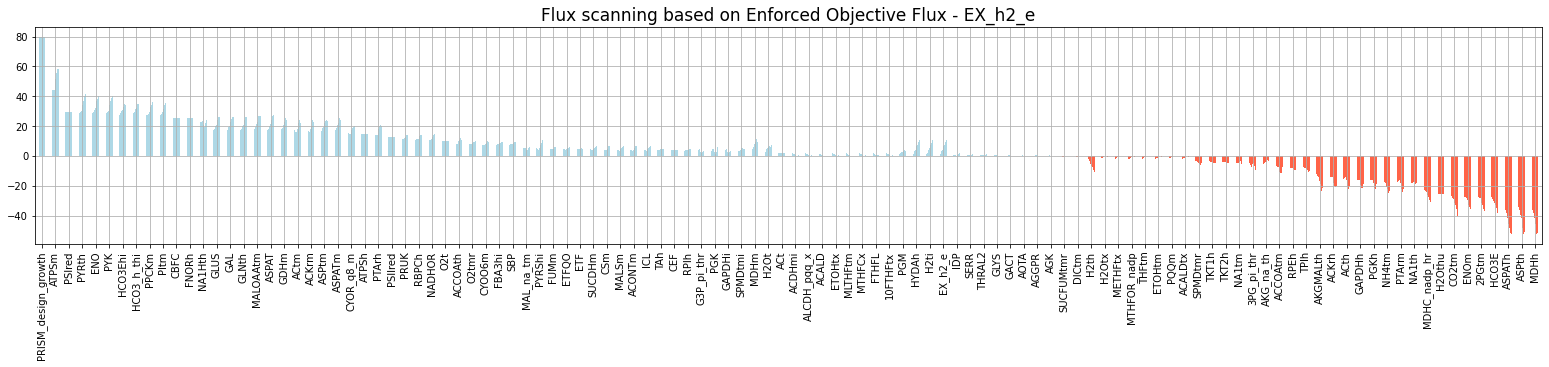 Flux scanning based on Enforced Objective Flux - EX_h2_e
80
60
40
20
0
−20
−40
PRISM_design_growth
ATPSm
PSIred
PYRth
ENO
PYK
HCO3Ehi
HCO3_h_thi
PPCKm
PItm
CBFC
FNORh
NA1Hth
GLUS
GAL
GLNth
MALOAAtm
ASPAT
GDHm
ACtm
ACKrm
ASPtm
ASPATm
CYOR_q8_m
ATPSh
PTArh
PSIIred
PRUK
RBPCh
NADHOR
O2t
ACCOAth
O2tmr
CYOO6m
FBA3hi
SBP
MAL_na_tm
PYRShi
FUMm
ETFQO
ETF
SUCDHm
CSm
MALSm
ACONTm
ICL
TAh
CEF
RPIh
G3P_pi_thr
PGK
GAPDHi
SPMDtmi
MDHm
H2Ot
ACt
ACDHmi
ALCDH_pqq_x
ACALD
ETOHtx
MLTHFtm
MTHFCx
FTHFL
10FTHFtx
PGM
HYDAh
H2ti
EX_h2_e
IDP
SERR
THRAL2
GLYS
GACT
AOTA
AGGPR
AGK
SUCFUMtmr
DICtm
H2th
H2Otx
METHFtx
MTHFOR_nadp
THFtm
ETOHtm
PQQm
ACALDtx
SPMDtmr
TKT1h
TKT2h
NA1tm
3PG_pi_thr
AKG_na_th
ACCOAtm
RPEh
TPIh
AKGMALth
ACKrh
ACth
GAPDHh
PGKh
NH4tm
PTArm
NA1th
MDHC_nadp_hr
H2Othu
CO2tm
ENOm
2PGtm
HCO3E
ASPATh
ASPth
MDHh